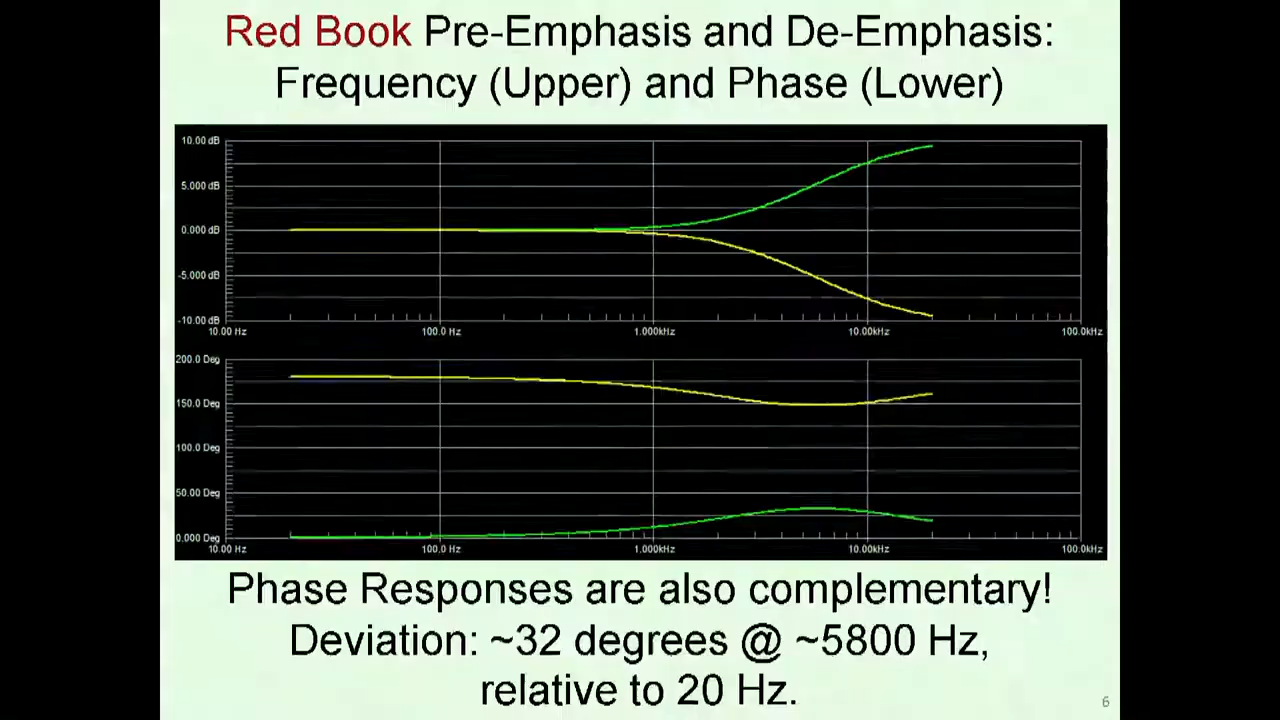 Red Book Pre-Emphasis and De-Emphasis:
Frequency (Upper) and Phase (Lower)
10.00 dB
5.000 dB
0.000 dB
-5.000 dB
-10.00 dB
10.00 Hz 100.0 Hz 1.000kHz 10.00kHz 100.0kHz
200.0 Deg
150.0 Deg
100.0 Deg
50.00 Deg
0.000 Deg
10.00 Hz 100.0 Hz 1.000kHz 10.00kHz 100.0kHz
Phase Responses are also complementary!
Deviation: ~32 degrees @ ~5800 Hz,
relative to 20 Hz.
6